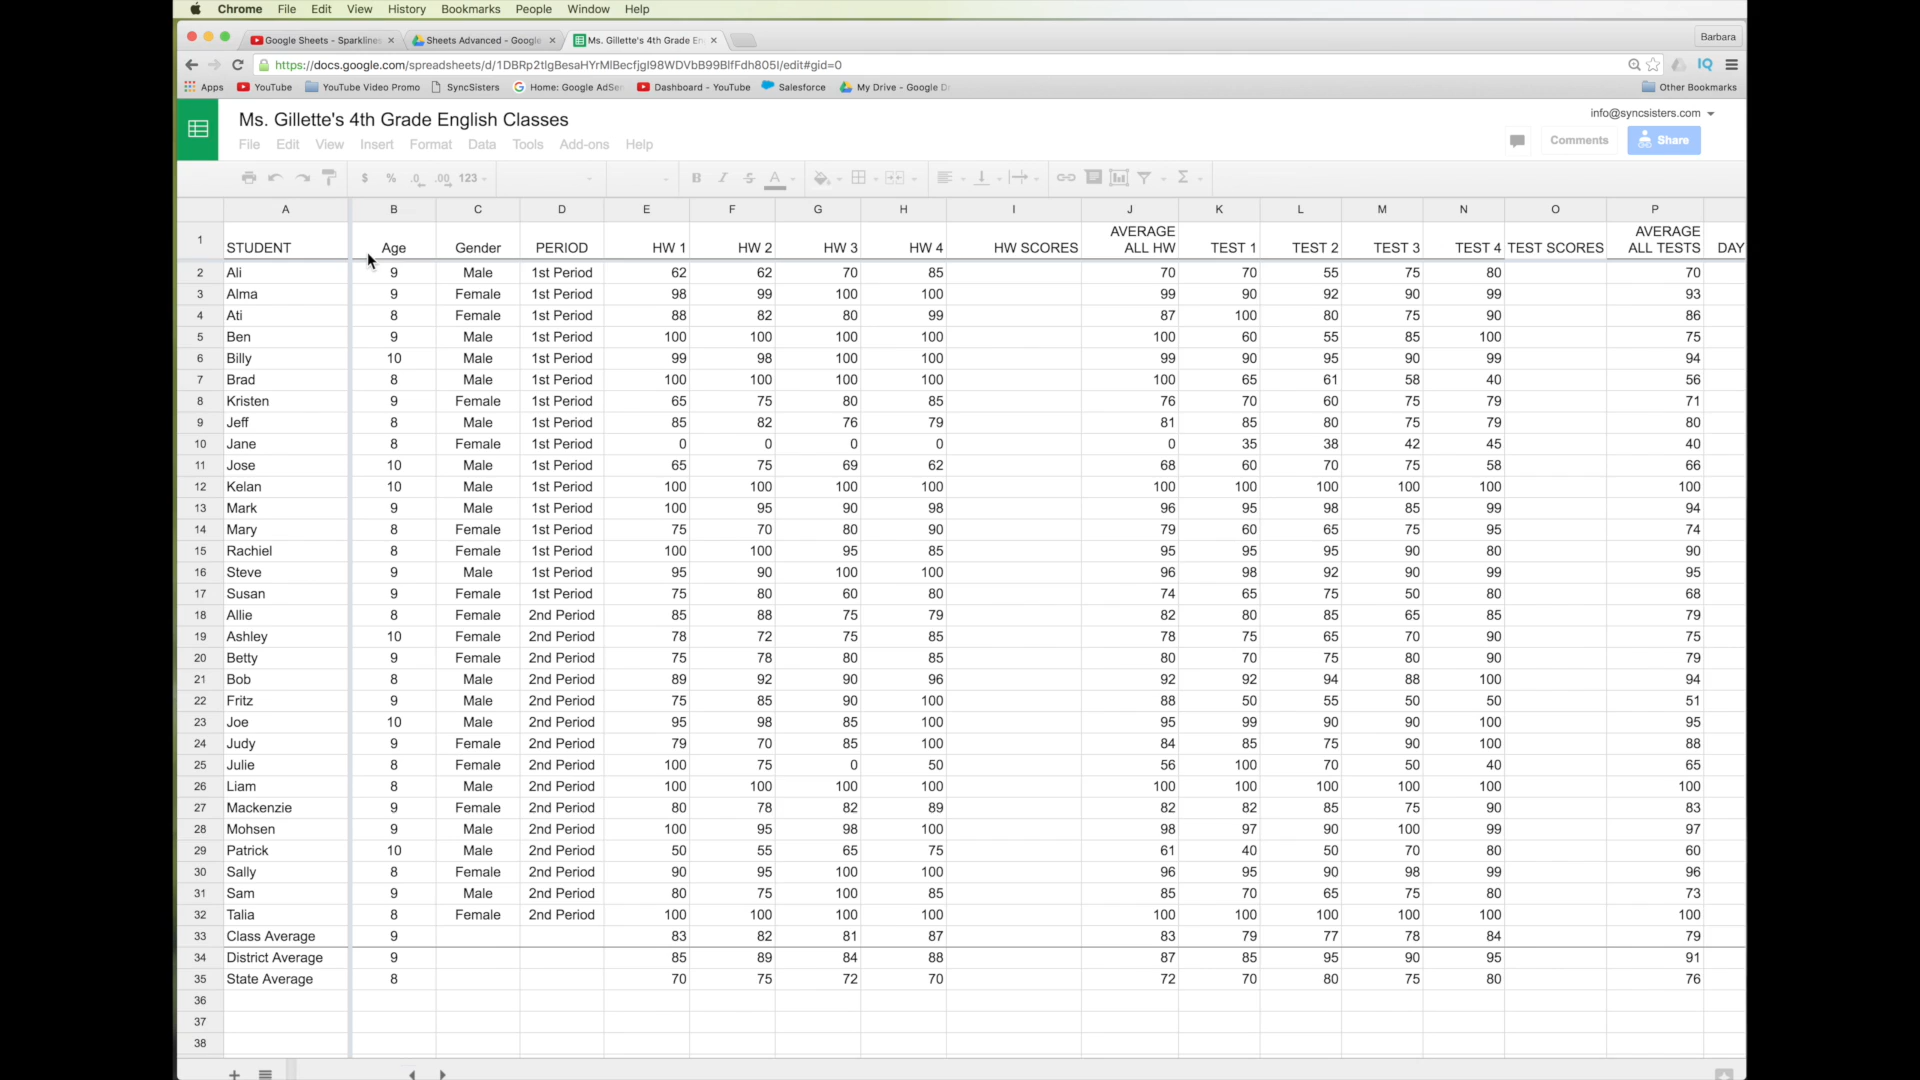 Chrome File Edit View History Bookmarks People Window Help
Google Sheets - Sparklines × Sheets Advanced - Google × Ms. Gillette's 4th Grade En × Barbara
Apps YouTube YouTube Video Promo SyncSisters Home: Google AdSen Dashboard - YouTube Salesforce My Drive - Google D Other Bookmarks
Ms. Gillette's 4th Grade English Classes info@syncsisters.com
File Edit View Insert Format Data Tools Add-ons Help Comments Share
$ % .0 .00 123 B I S A Σ
A B C D E F G H I J K L M N O P
1 STUDENT Age Gender PERIOD HW 1 HW 2 HW 3 HW 4 HW SCORES AVERAGE ALL HW TEST 1 TEST 2 TEST 3 TEST 4 TEST SCORES AVERAGE ALL TESTS DAY
2 Ali 9 Male 1st Period 62 62 70 85 70 70 55 75 80 70
3 Alma 9 Female 1st Period 98 99 100 100 99 90 92 90 99 93
4 Ati 8 Female 1st Period 88 82 80 99 87 100 80 75 90 86
5 Ben 9 Male 1st Period 100 100 100 100 100 60 55 85 100 75
6 Billy 10 Male 1st Period 99 98 100 100 99 90 95 90 99 94
7 Brad 8 Male 1st Period 100 100 100 100 100 65 61 58 40 56
8 Kristen 9 Female 1st Period 65 75 80 85 76 70 60 75 79 71
9 Jeff 8 Male 1st Period 85 82 76 79 81 85 80 75 79 80
10 Jane 8 Female 1st Period 0 0 0 0 0 35 38 42 45 40
11 Jose 10 Male 1st Period 65 75 69 62 68 60 70 75 58 66
12 Kelan 10 Male 1st Period 100 100 100 100 100 100 100 100 100 100
13 Mark 9 Male 1st Period 100 95 90 98 96 95 98 85 99 94
14 Mary 8 Female 1st Period 75 70 80 90 79 60 65 75 95 74
15 Rachiel 8 Female 1st Period 100 100 95 85 95 95 95 90 80 90
16 Steve 9 Male 1st Period 95 90 100 100 96 98 92 90 99 95
17 Susan 9 Female 1st Period 75 80 60 80 74 65 75 50 80 68
18 Allie 8 Female 2nd Period 85 88 75 79 82 80 85 65 85 79
19 Ashley 10 Female 2nd Period 78 72 75 85 78 75 65 70 90 75
20 Betty 9 Female 2nd Period 75 78 80 85 80 70 75 80 90 79
21 Bob 8 Male 2nd Period 89 92 90 96 92 92 94 88 100 94
22 Fritz 9 Male 2nd Period 75 85 90 100 88 50 55 50 50 51
23 Joe 10 Male 2nd Period 95 98 85 100 95 99 90 90 100 95
24 Judy 9 Female 2nd Period 79 70 85 100 84 85 75 90 100 88
25 Julie 8 Female 2nd Period 100 75 0 50 56 100 70 50 40 65
26 Liam 8 Male 2nd Period 100 100 100 100 100 100 100 100 100 100
27 Mackenzie 9 Female 2nd Period 80 78 82 89 82 82 85 75 90 83
28 Mohsen 9 Male 2nd Period 100 95 98 100 98 97 90 100 99 97
29 Patrick 10 Male 2nd Period 50 55 65 75 61 40 50 70 80 60
30 Sally 8 Female 2nd Period 90 95 100 100 96 95 90 98 99 96
31 Sam 9 Male 2nd Period 80 75 100 85 85 70 65 75 80 73
32 Talia 8 Female 2nd Period 100 100 100 100 100 100 100 100 100 100
33 Class Average 9 83 82 81 87 83 79 77 78 84 79
34 District Average 9 85 89 84 88 87 85 95 90 95 91
35 State Average 8 70 75 72 70 72 70 80 75 80 76
36
37
38